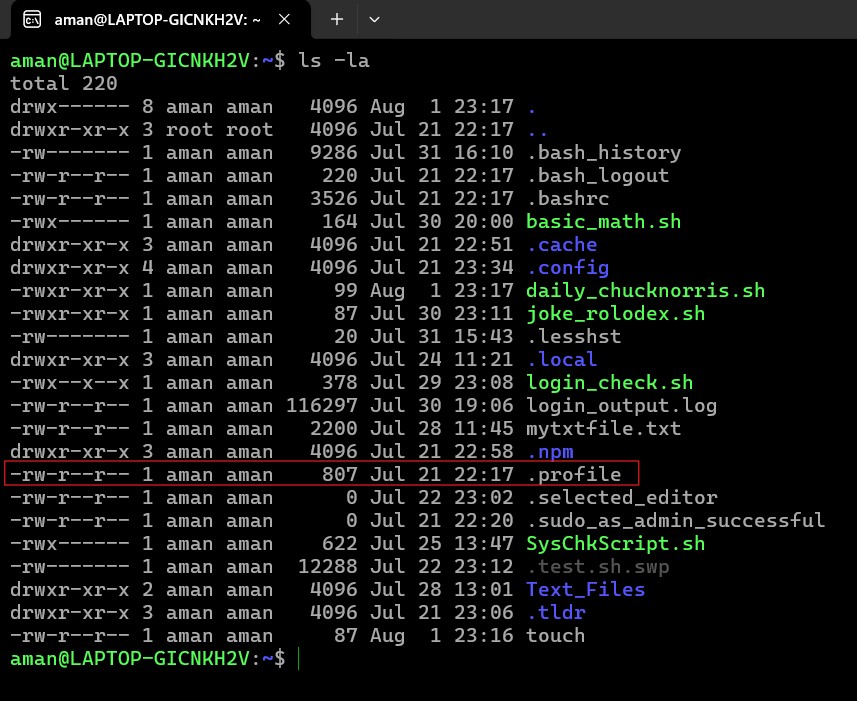 aman@LAPTOP-GICNKH2V: ~
aman@LAPTOP-GICNKH2V:~$ ls -la
total 220
drwx------ 8 aman aman   4096 Aug  1 23:17 .
drwxr-xr-x 3 root root   4096 Jul 21 22:17 ..
-rw------- 1 aman aman   9286 Jul 31 16:10 .bash_history
-rw-r--r-- 1 aman aman    220 Jul 21 22:17 .bash_logout
-rw-r--r-- 1 aman aman   3526 Jul 21 22:17 .bashrc
-rwx------ 1 aman aman    164 Jul 30 20:00 basic_math.sh
drwxr-xr-x 3 aman aman   4096 Jul 21 22:51 .cache
drwxr-xr-x 4 aman aman   4096 Jul 21 23:34 .config
-rwxr-xr-x 1 aman aman     99 Aug  1 23:17 daily_chucknorris.sh
-rwxr-xr-x 1 aman aman     87 Jul 30 23:11 joke_rolodex.sh
-rw------- 1 aman aman     20 Jul 31 15:43 .lesshst
drwxr-xr-x 3 aman aman   4096 Jul 24 11:21 .local
-rwx--x--x 1 aman aman    378 Jul 29 23:08 login_check.sh
-rw-r--r-- 1 aman aman 116297 Jul 30 19:06 login_output.log
-rw-r--r-- 1 aman aman   2200 Jul 28 11:45 mytxtfile.txt
drwxr-xr-x 3 aman aman   4096 Jul 21 22:58 .npm
-rw-r--r-- 1 aman aman    807 Jul 21 22:17 .profile
-rw-r--r-- 1 aman aman      0 Jul 22 23:02 .selected_editor
-rw-r--r-- 1 aman aman      0 Jul 21 22:20 .sudo_as_admin_successful
-rwx------ 1 aman aman    622 Jul 25 13:47 SysChkScript.sh
-rw------- 1 aman aman  12288 Jul 22 23:12 .test.sh.swp
drwxr-xr-x 2 aman aman   4096 Jul 28 13:01 Text_Files
drwxr-xr-x 3 aman aman   4096 Jul 21 23:06 .tldr
-rw-r--r-- 1 aman aman     87 Aug  1 23:16 touch
aman@LAPTOP-GICNKH2V:~$